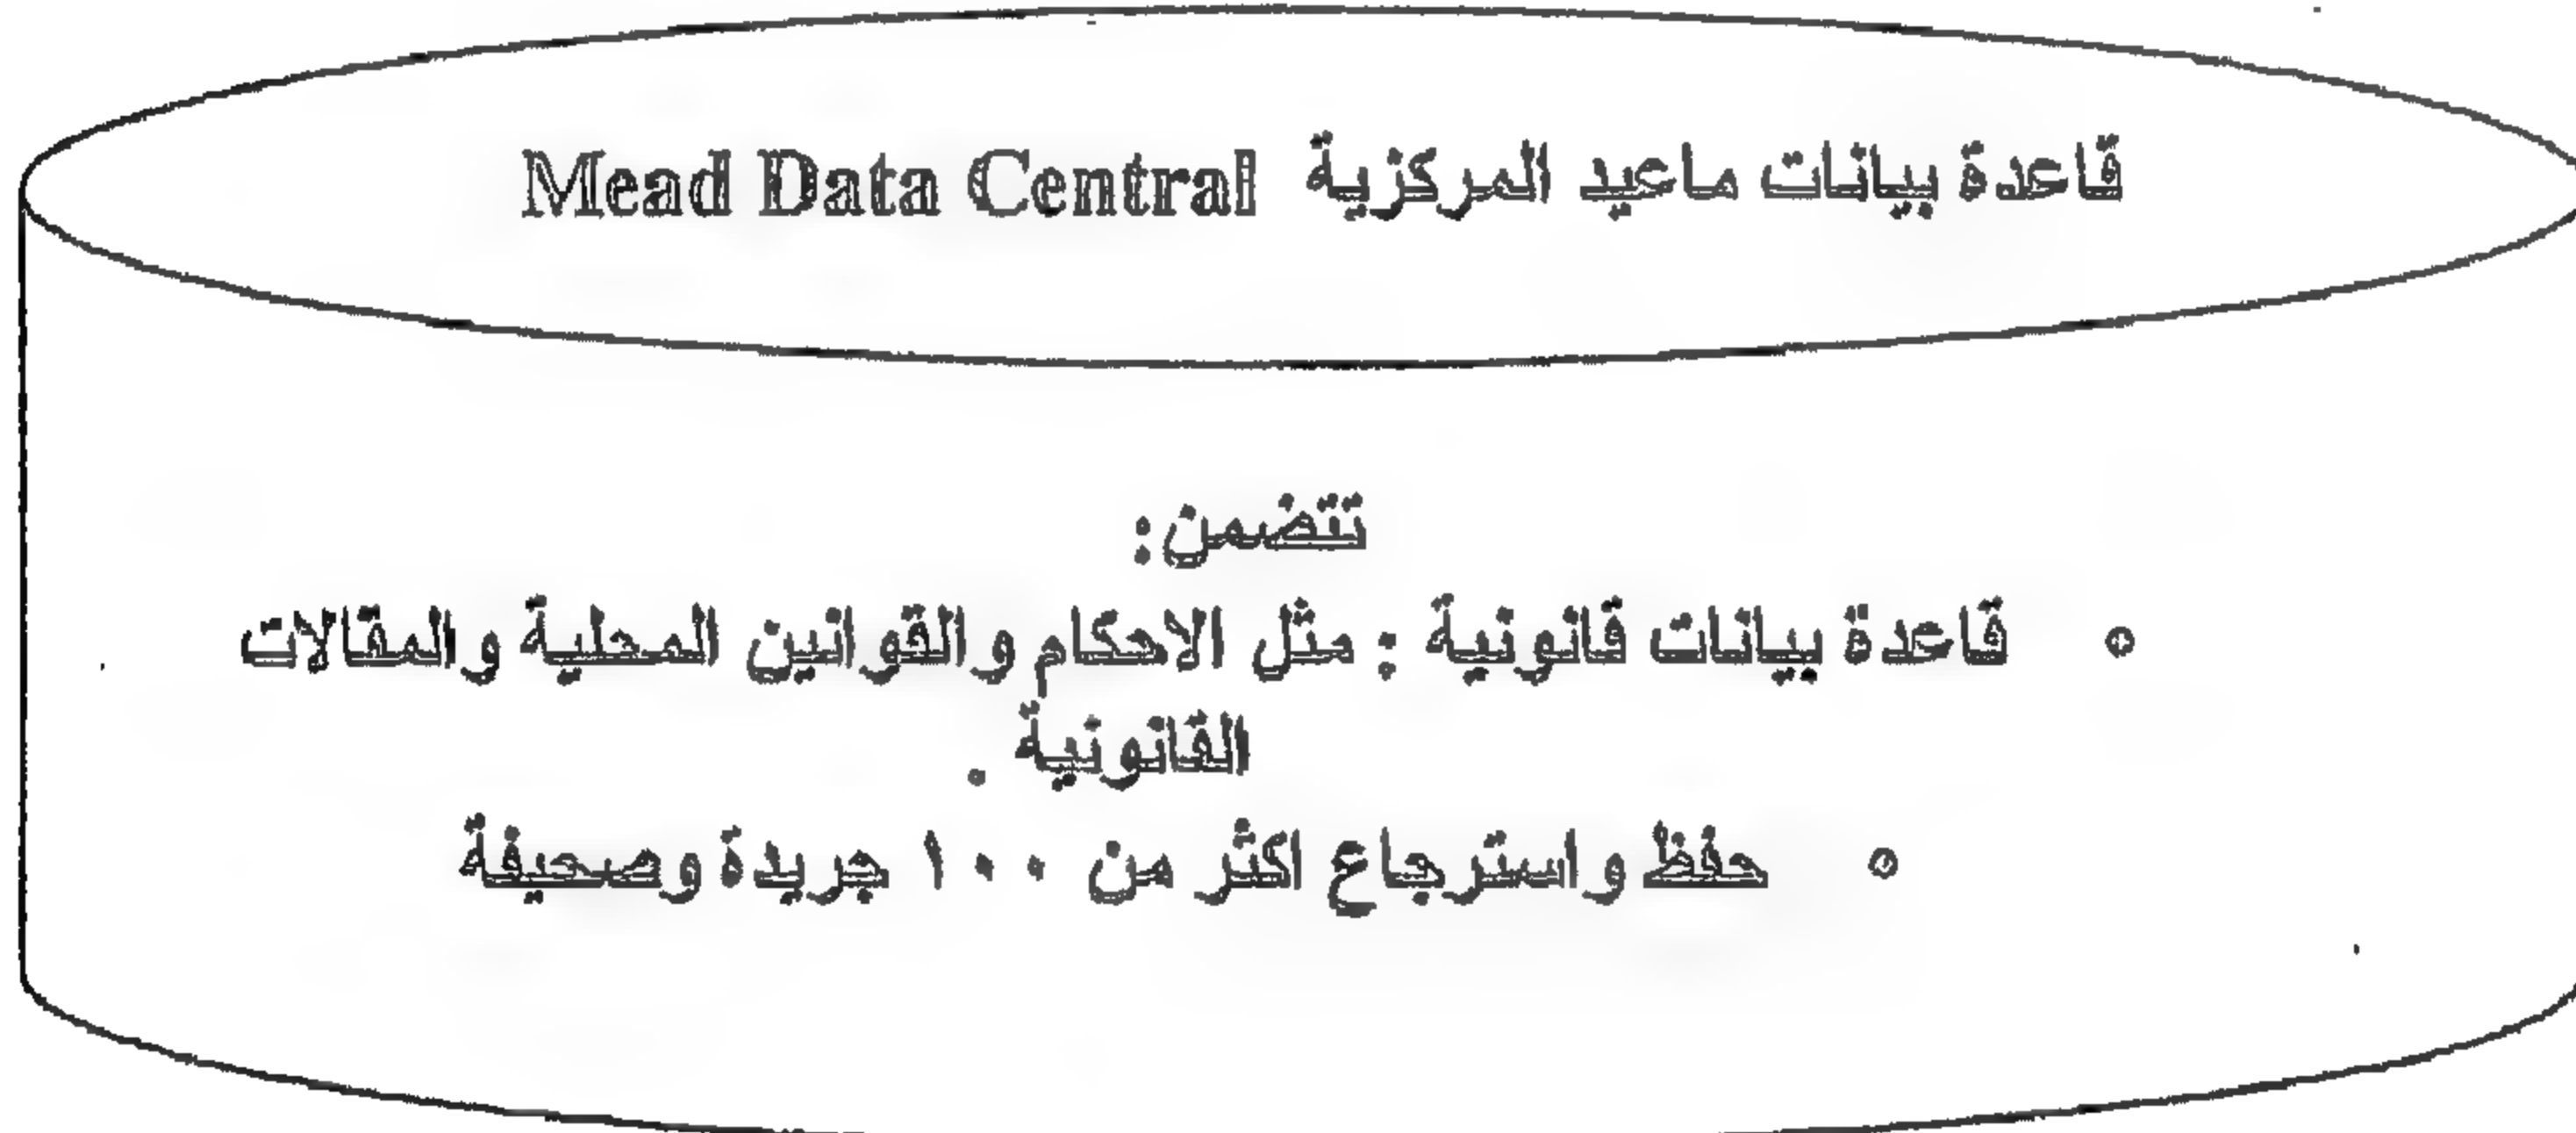 قاعدة بيانات ماعيد المركزية Mead Data Central
تتضمن:
o قاعدة بيانات قانونية : مثل الاحكام والقوانين المحلية والمقالات
القانونية .
o حفظ واسترجاع اكثر من ١٠٠ جريدة وصحيفة